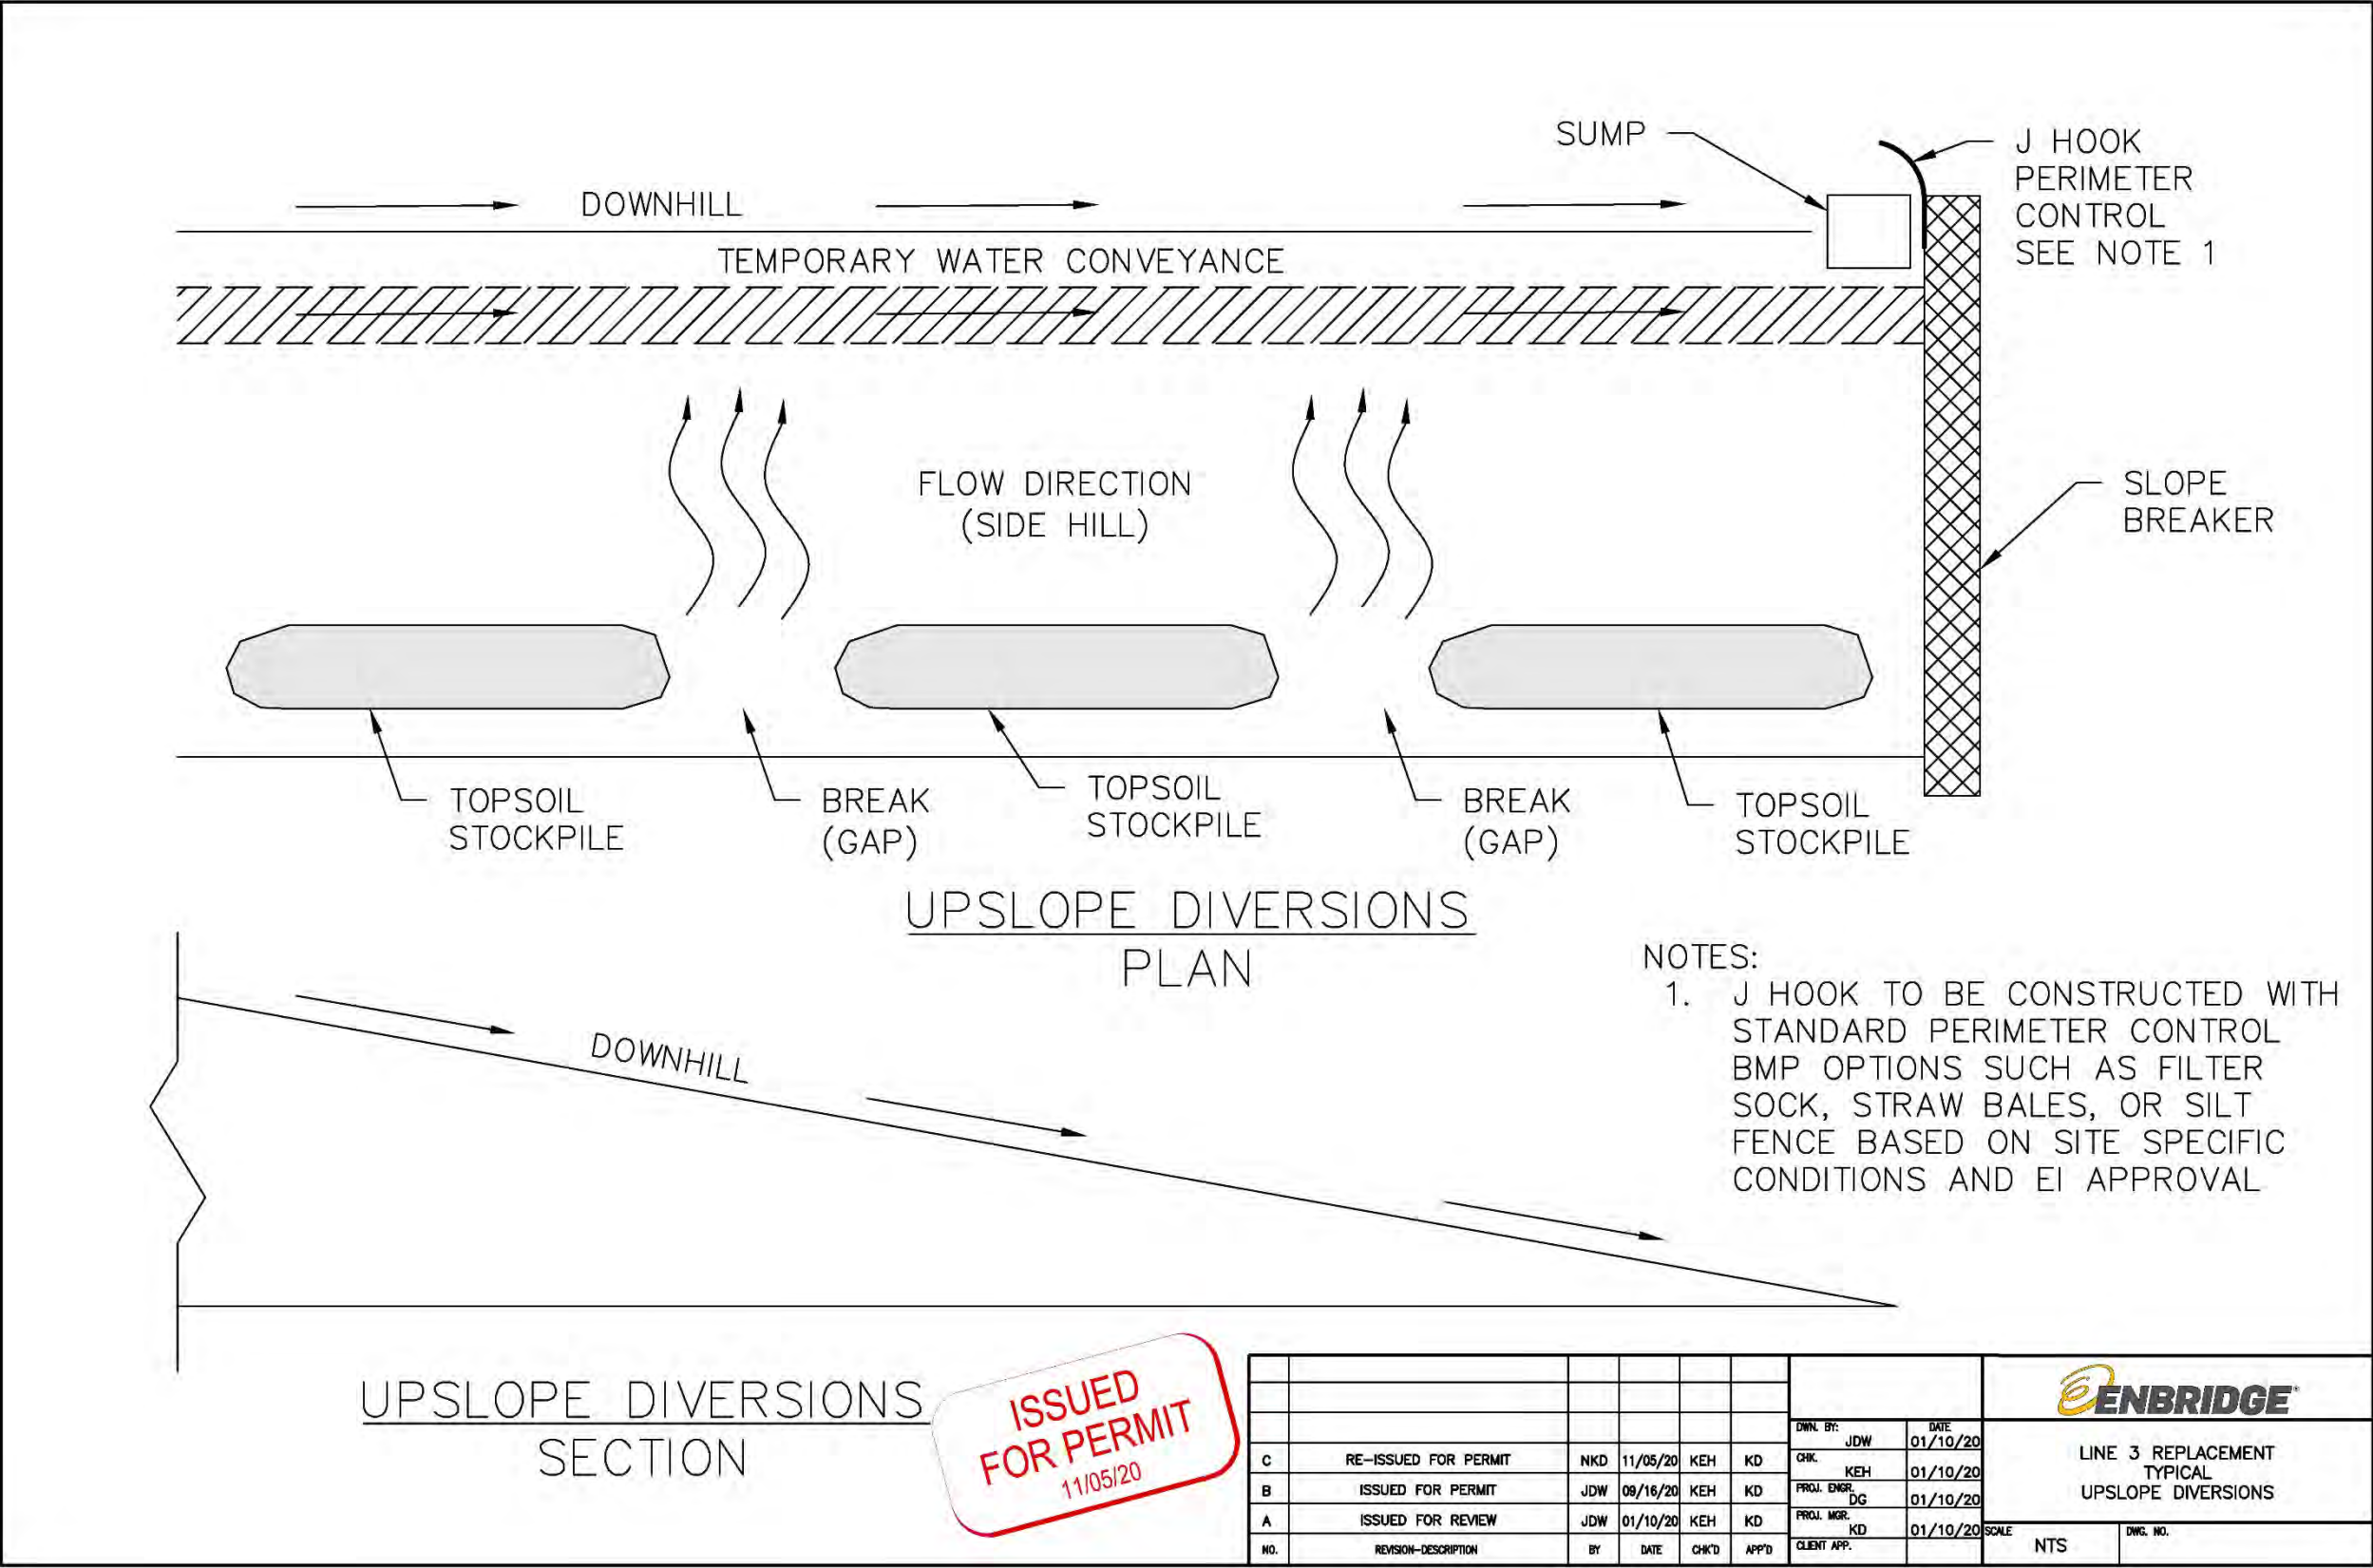 SUMP
J HOOK
PERIMETER
CONTROL
SEE NOTE 1
DOWNHILL
TEMPORARY WATER CONVEYANCE
FLOW DIRECTION
(SIDE HILL)
SLOPE
BREAKER
TOPSOIL
STOCKPILE
BREAK
(GAP)
TOPSOIL
STOCKPILE
BREAK
(GAP)
TOPSOIL
STOCKPILE
UPSLOPE DIVERSIONS
PLAN
NOTES:
1. J HOOK TO BE CONSTRUCTED WITH
STANDARD PERIMETER CONTROL
BMP OPTIONS SUCH AS FILTER
SOCK, STRAW BALES, OR SILT
FENCE BASED ON SITE SPECIFIC
CONDITIONS AND EI APPROVAL
DOWNHILL
UPSLOPE DIVERSIONS
SECTION
ISSUED
FOR PERMIT
11/05/20
C RE-ISSUED FOR PERMIT NKD 11/05/20 KEH KD
B ISSUED FOR PERMIT JDW 09/16/20 KEH KD
A ISSUED FOR REVIEW JDW 01/10/20 KEH KD
NO. REVISION-DESCRIPTION BY DATE CHK'D APP'D
DWN. BY: JDW DATE 01/10/20
CHK. KEH 01/10/20
PROJ. ENGR. DG 01/10/20
PROJ. MGR. KD 01/10/20
CLIENT APP.
ENBRIDGE
LINE 3 REPLACEMENT
TYPICAL
UPSLOPE DIVERSIONS
SCALE NTS
DWG. NO.